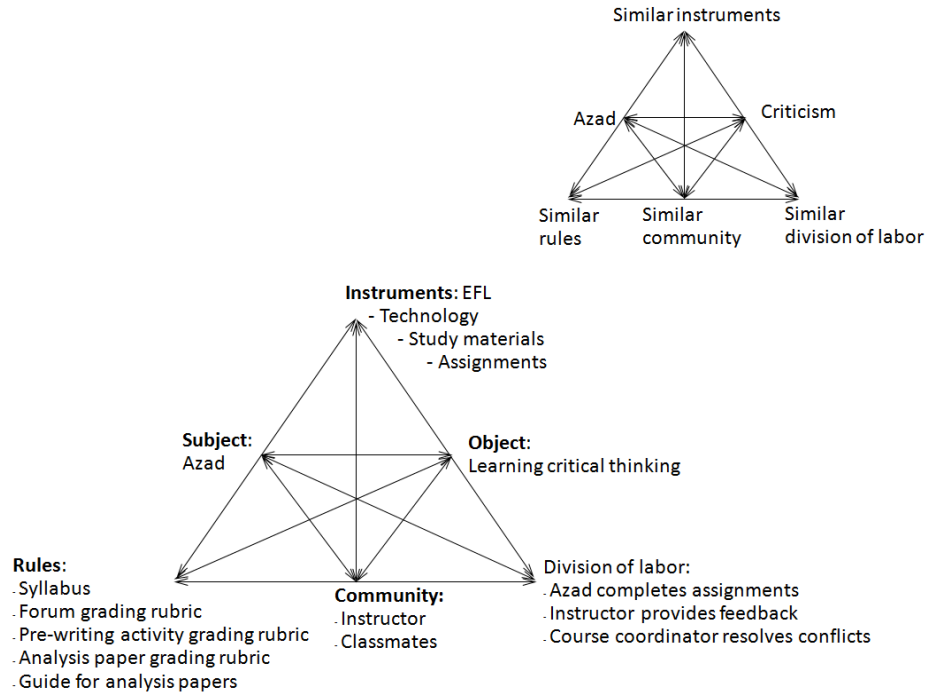 Similar instruments
Azad
Criticism
Similar rules
Similar community
Similar division of labor
Instruments: EFL
- Technology
- Study materials
- Assignments
Subject:
Azad
Object:
Learning critical thinking
Rules:
- Syllabus
- Forum grading rubric
- Pre-writing activity grading rubric
- Analysis paper grading rubric
- Guide for analysis papers
Community:
- Instructor
- Classmates
Division of labor:
- Azad completes assignments
- Instructor provides feedback
- Course coordinator resolves conflicts